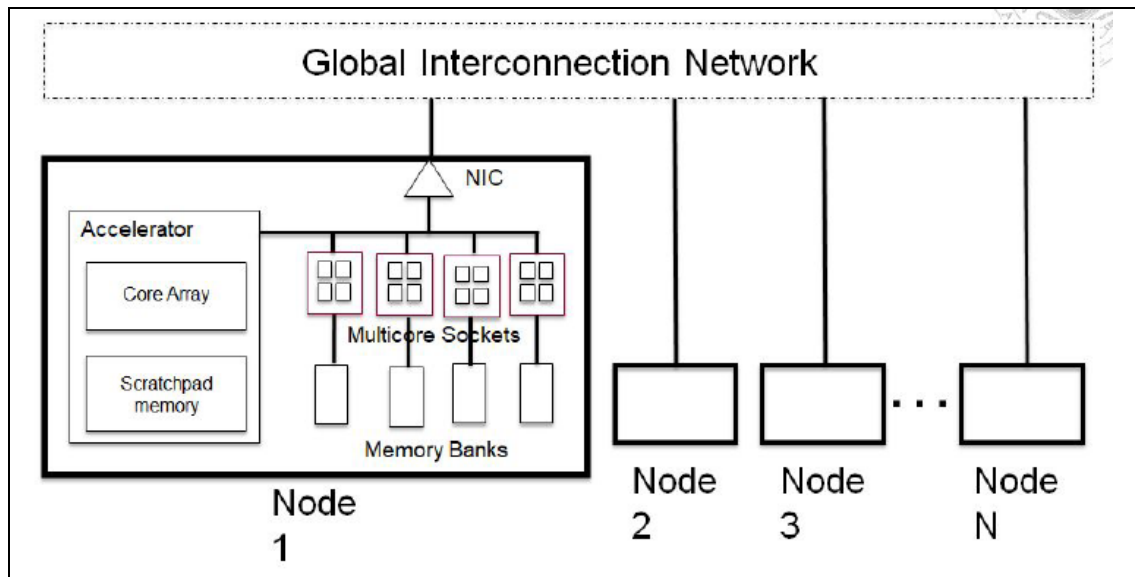 Global Interconnection Network
NIC
Accelerator
Core Array
Multicore Sockets
Scratchpad
memory
Memory Banks
Node
1
Node
2
Node
3
. . .
Node
N